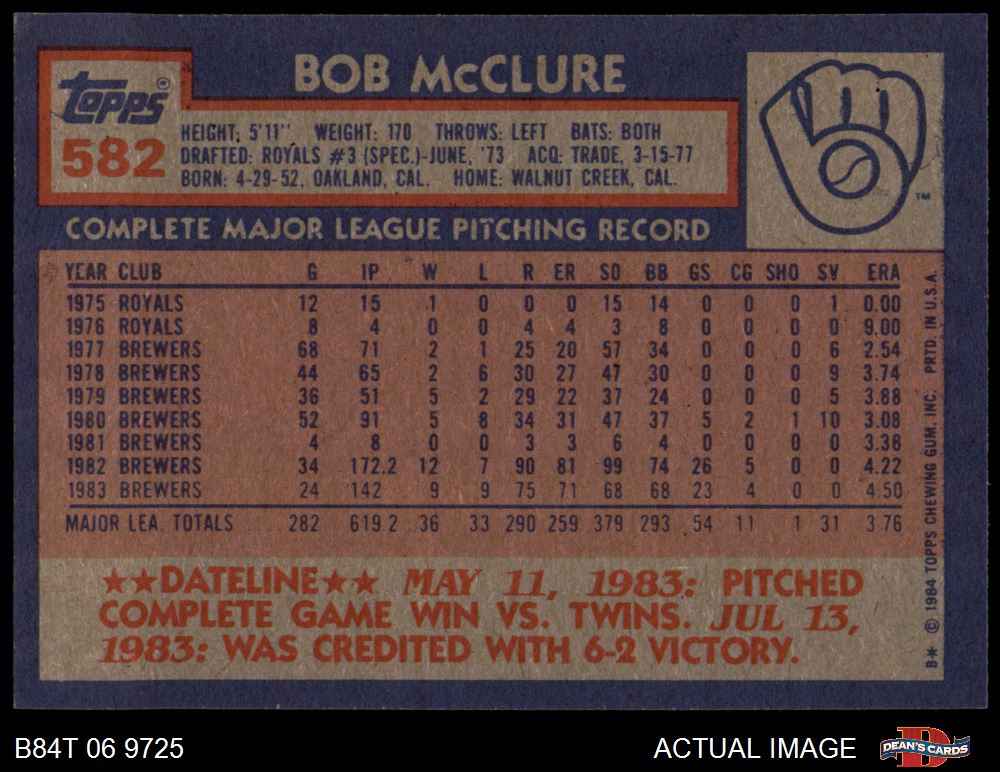 BOB McCLURE
Topps®
582
HEIGHT: 5'11" WEIGHT: 170 THROWS: LEFT BATS: BOTH
DRAFTED: ROYALS #3 (SPEC.)-JUNE, '73 ACQ: TRADE, 3-15-77
BORN: 4-29-52, OAKLAND, CAL. HOME: WALNUT CREEK, CAL.
TM
COMPLETE MAJOR LEAGUE PITCHING RECORD
YEAR CLUB G IP W L R ER SO BB GS CG SHO SV ERA
1975 ROYALS 12 15 1 0 0 0 15 14 0 0 0 1 0.00
1976 ROYALS 8 4 0 0 4 4 3 8 0 0 0 0 9.00
1977 BREWERS 68 71 2 1 25 20 57 34 0 0 0 6 2.54
1978 BREWERS 44 65 2 6 30 27 47 30 0 0 0 9 3.74
1979 BREWERS 36 51 5 2 29 22 37 24 0 0 0 5 3.88
1980 BREWERS 52 91 5 8 34 31 47 37 5 2 1 10 3.08
1981 BREWERS 4 8 0 0 3 3 6 4 0 0 0 0 3.38
1982 BREWERS 34 172.2 12 7 90 81 99 74 26 5 0 0 4.22
1983 BREWERS 24 142 9 9 75 71 68 68 23 4 0 0 4.50
MAJOR LEA. TOTALS 282 619.2 36 33 290 259 379 293 54 11 1 31 3.76
★★DATELINE★★ MAY 11, 1983: PITCHED
COMPLETE GAME WIN VS. TWINS. JUL 13,
1983: WAS CREDITED WITH 6-2 VICTORY.
B* © 1984 TOPPS CHEWING GUM, INC. PRTD. IN U.S.A.
B84T 06 9725
ACTUAL IMAGE
DEAN'S CARDS